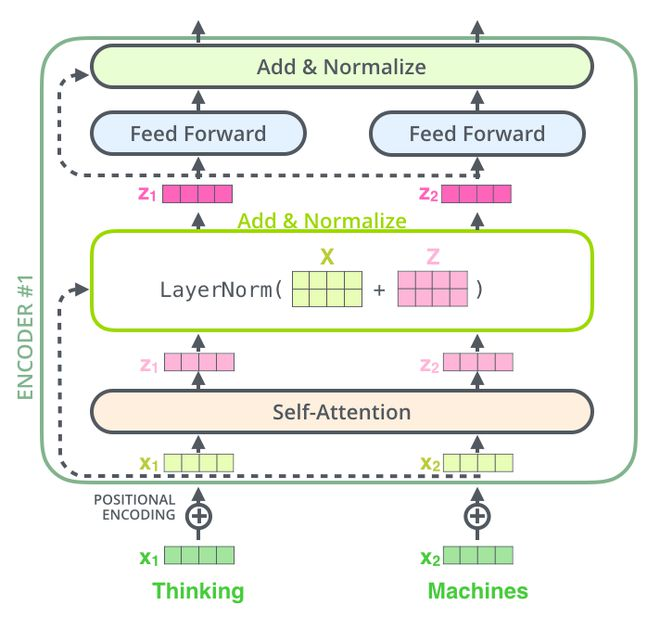 Add & Normalize
Feed Forward
Feed Forward
z1
z2
Add & Normalize
X
Z
LayerNorm( + )
ENCODER #1
z1
z2
Self-Attention
x1
x2
POSITIONAL
ENCODING
x1
x2
Thinking
Machines